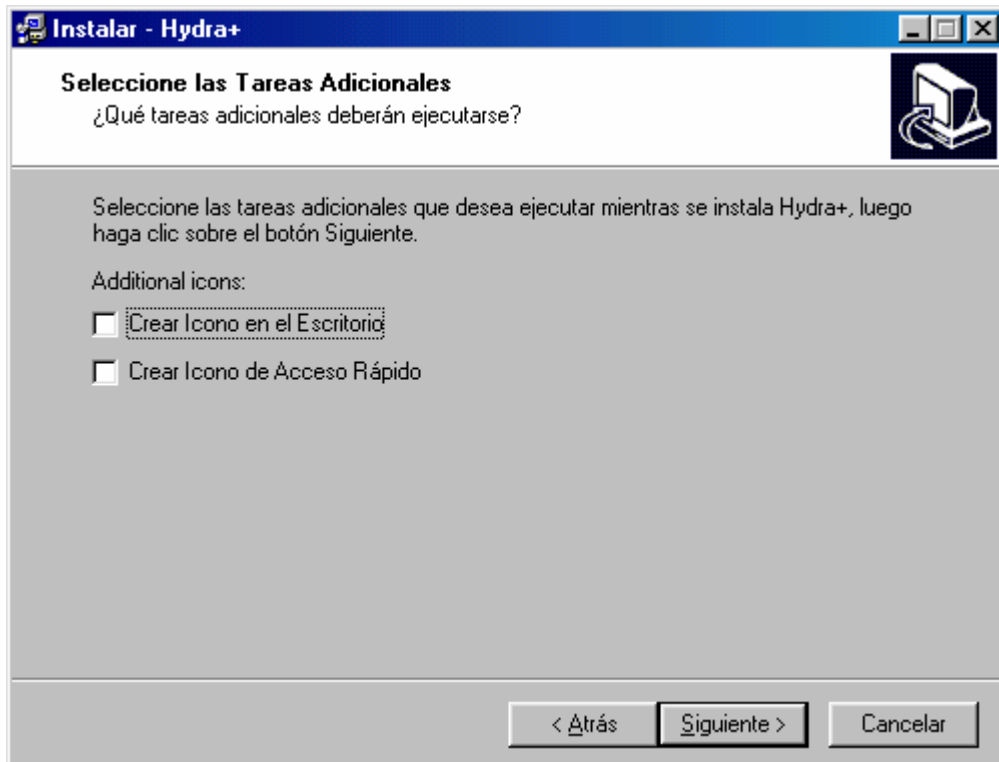 Instalar - Hydra+
Seleccione las Tareas Adicionales
¿Qué tareas adicionales deberán ejecutarse?
Seleccione las tareas adicionales que desea ejecutar mientras se instala Hydra+, luego
haga clic sobre el botón Siguiente.
Additional icons:
Crear Icono en el Escritorio
Crear Icono de Acceso Rápido
< Atrás
Siguiente >
Cancelar